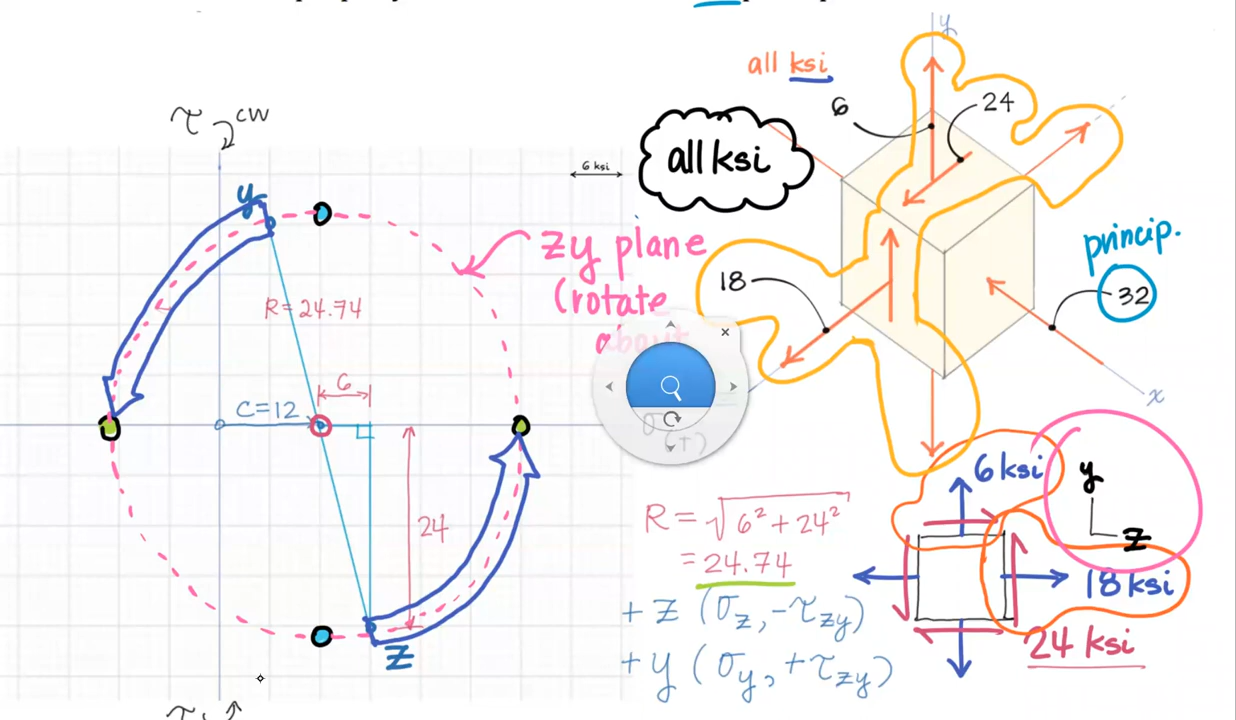 τ cw
y
R=24.74
6
C=12
24
z
6 ksi
all ksi
all ksi
zy plane
(rotate
about
y
6
24
18
princip.
32
x
R = √6² + 24²
= 24.74
+ z (σz, -τzy)
+ y (σy, +τzy)
6 ksi
y
z
18 ksi
24 ksi